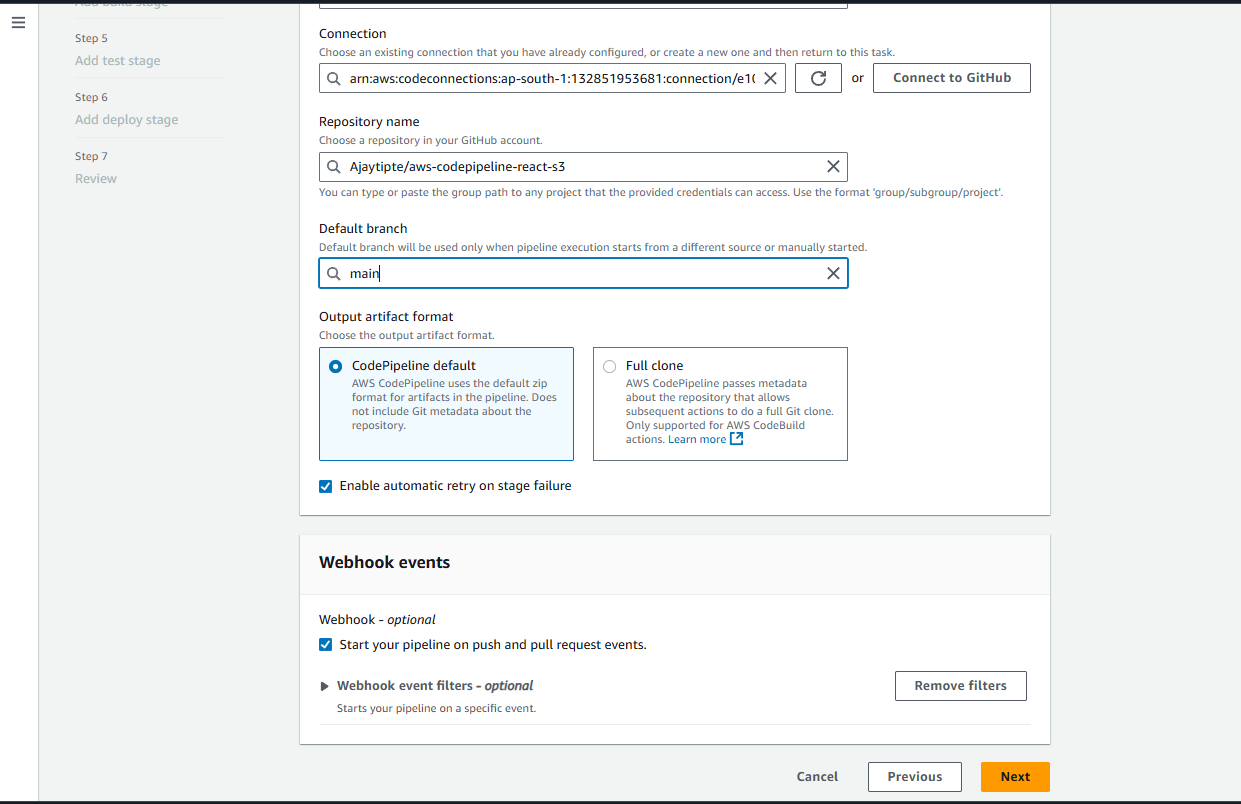 Add build stage
Step 5
Add test stage
Step 6
Add deploy stage
Step 7
Review
Connection
Choose an existing connection that you have already configured, or create a new one and then return to this task.
arn:aws:codeconnections:ap-south-1:132851953681:connection/e10
or
Connect to GitHub
Repository name
Choose a repository in your GitHub account.
Ajaytipte/aws-codepipeline-react-s3
You can type or paste the group path to any project that the provided credentials can access. Use the format 'group/subgroup/project'.
Default branch
Default branch will be used only when pipeline execution starts from a different source or manually started.
main
Output artifact format
Choose the output artifact format.
CodePipeline default
AWS CodePipeline uses the default zip
format for artifacts in the pipeline. Does
not include Git metadata about the
repository.
Full clone
AWS CodePipeline passes metadata
about the repository that allows
subsequent actions to do a full Git clone.
Only supported for AWS CodeBuild
actions. Learn more
Enable automatic retry on stage failure
Webhook events
Webhook - optional
Start your pipeline on push and pull request events.
Webhook event filters - optional
Starts your pipeline on a specific event.
Remove filters
Cancel
Previous
Next